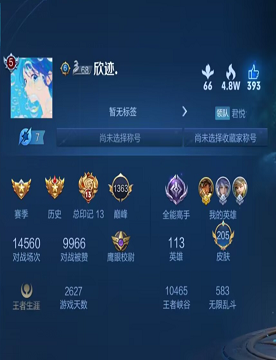 5
6
欣迹.
66
4.8W
393
暂无标签
领队 君悦
7
尚未选择称号
尚未选择收藏家称号
13
1363
赛季
历史
总印记 13
巅峰
全能高手
我的英雄
205
14560
9966
113
对战场次
对战被赞
鹰眼校尉
英雄
皮肤
2627
10465
583
王者生涯
游戏天数
王者峡谷
无限乱斗